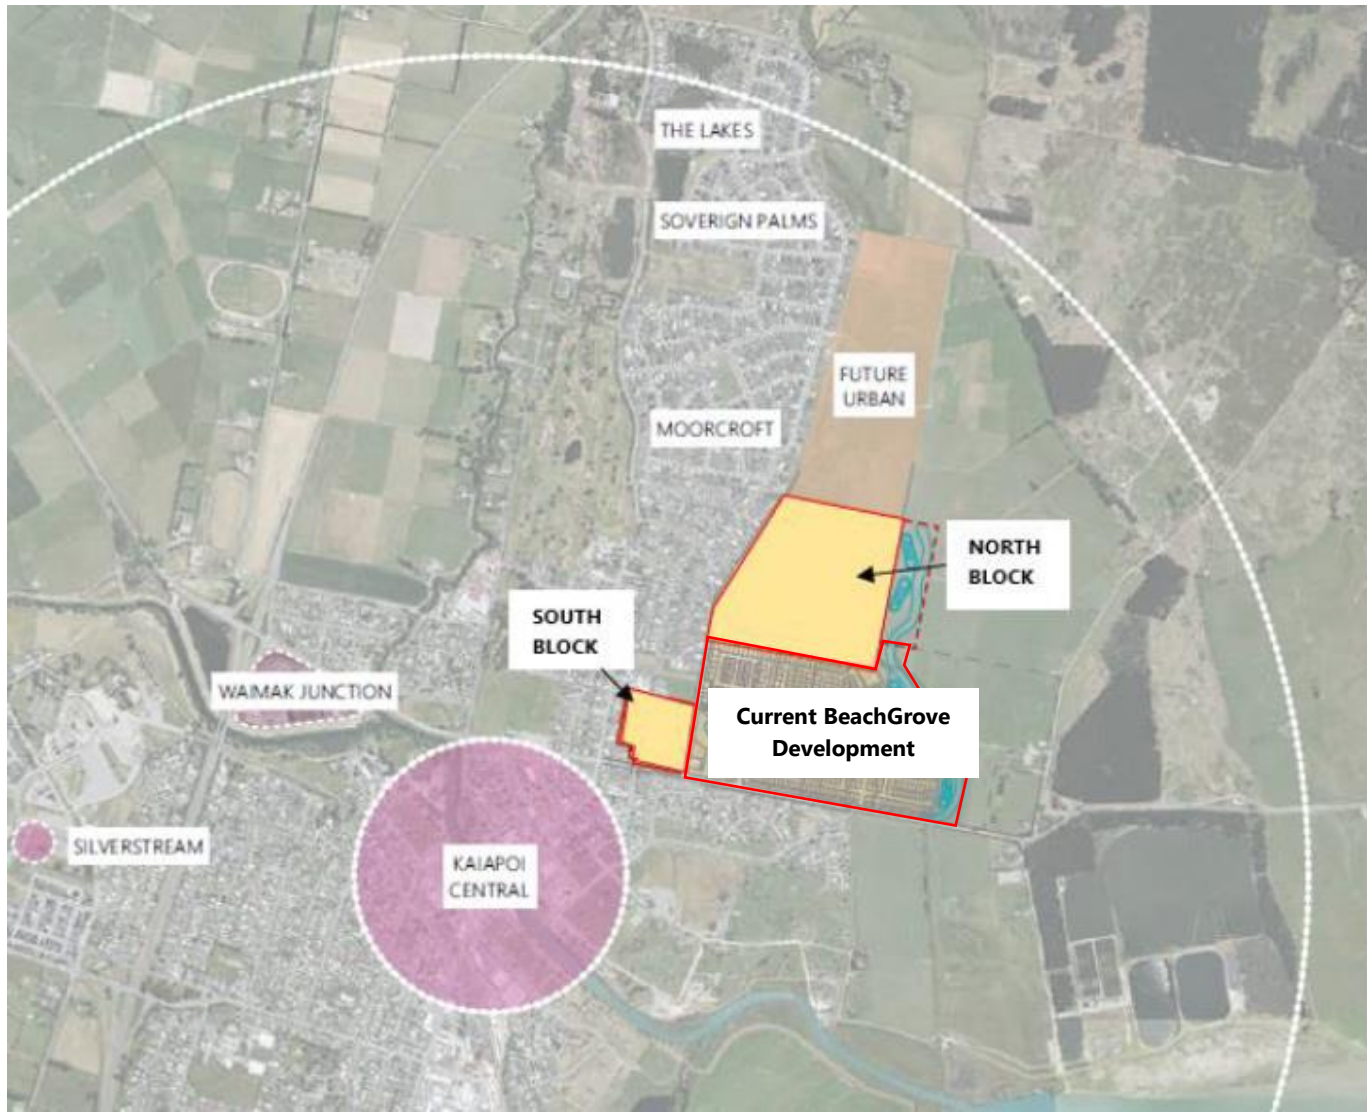 THE LAKES
SOVERIGN PALMS
FUTURE
URBAN
MOORCROFT
NORTH
BLOCK
SOUTH
BLOCK
WAIMAK JUNCTION
Current BeachGrove
Development
SILVERSTREAM
KAIAPOI
CENTRAL